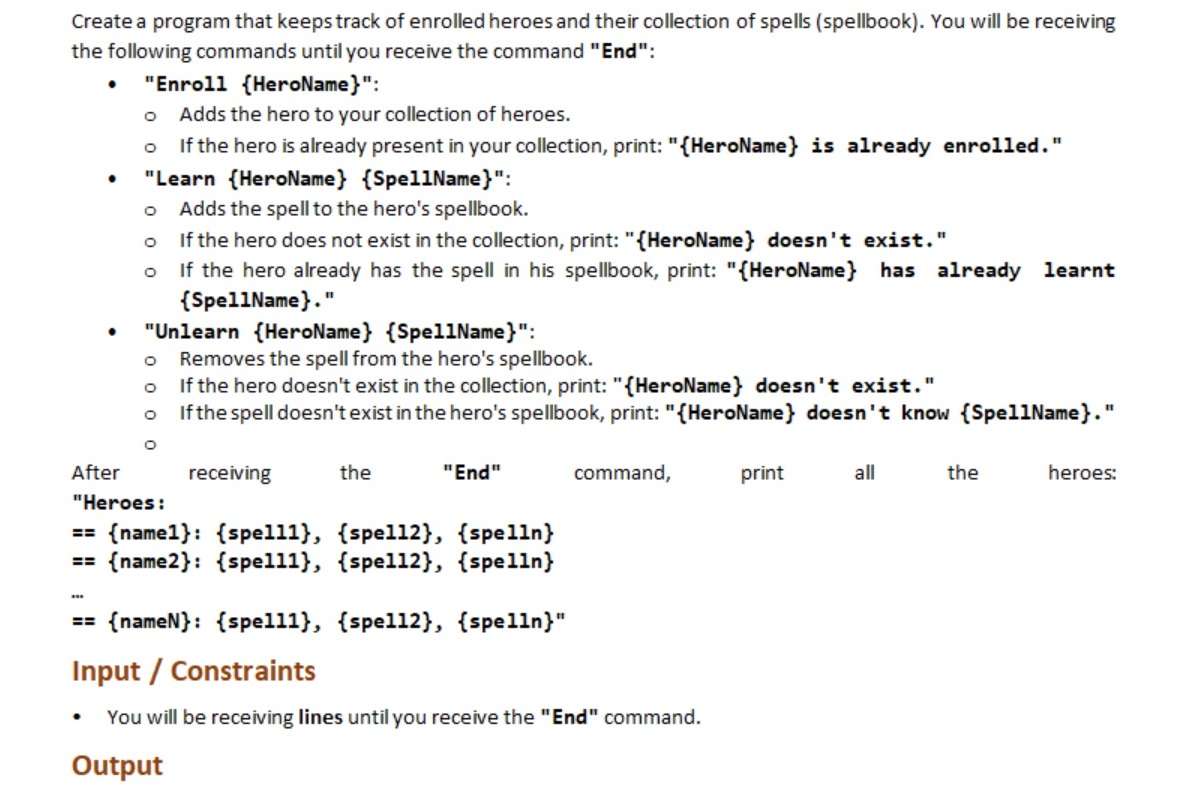 Create a program that keeps track of enrolled heroes and their collection of spells (spellbook). You will be receiving
the following commands until you receive the command "End":
• "Enroll {HeroName}":
o Adds the hero to your collection of heroes.
o If the hero is already present in your collection, print: "{HeroName} is already enrolled."
• "Learn {HeroName} {SpellName}":
o Adds the spell to the hero's spellbook.
o If the hero does not exist in the collection, print: "{HeroName} doesn't exist."
o If the hero already has the spell in his spellbook, print: "{HeroName} has already learnt
{SpellName}."
• "Unlearn {HeroName} {SpellName}":
o Removes the spell from the hero's spellbook.
o If the hero doesn't exist in the collection, print: "{HeroName} doesn't exist."
o If the spell doesn't exist in the hero's spellbook, print: "{HeroName} doesn't know {SpellName}."
o
After receiving the "End" command, print all the heroes:
"Heroes:
== {name1}: {spell1}, {spell2}, {spelln}
== {name2}: {spell1}, {spell2}, {spelln}
…
== {nameN}: {spell1}, {spell2}, {spelln}"
Input / Constraints
• You will be receiving lines until you receive the "End" command.
Output